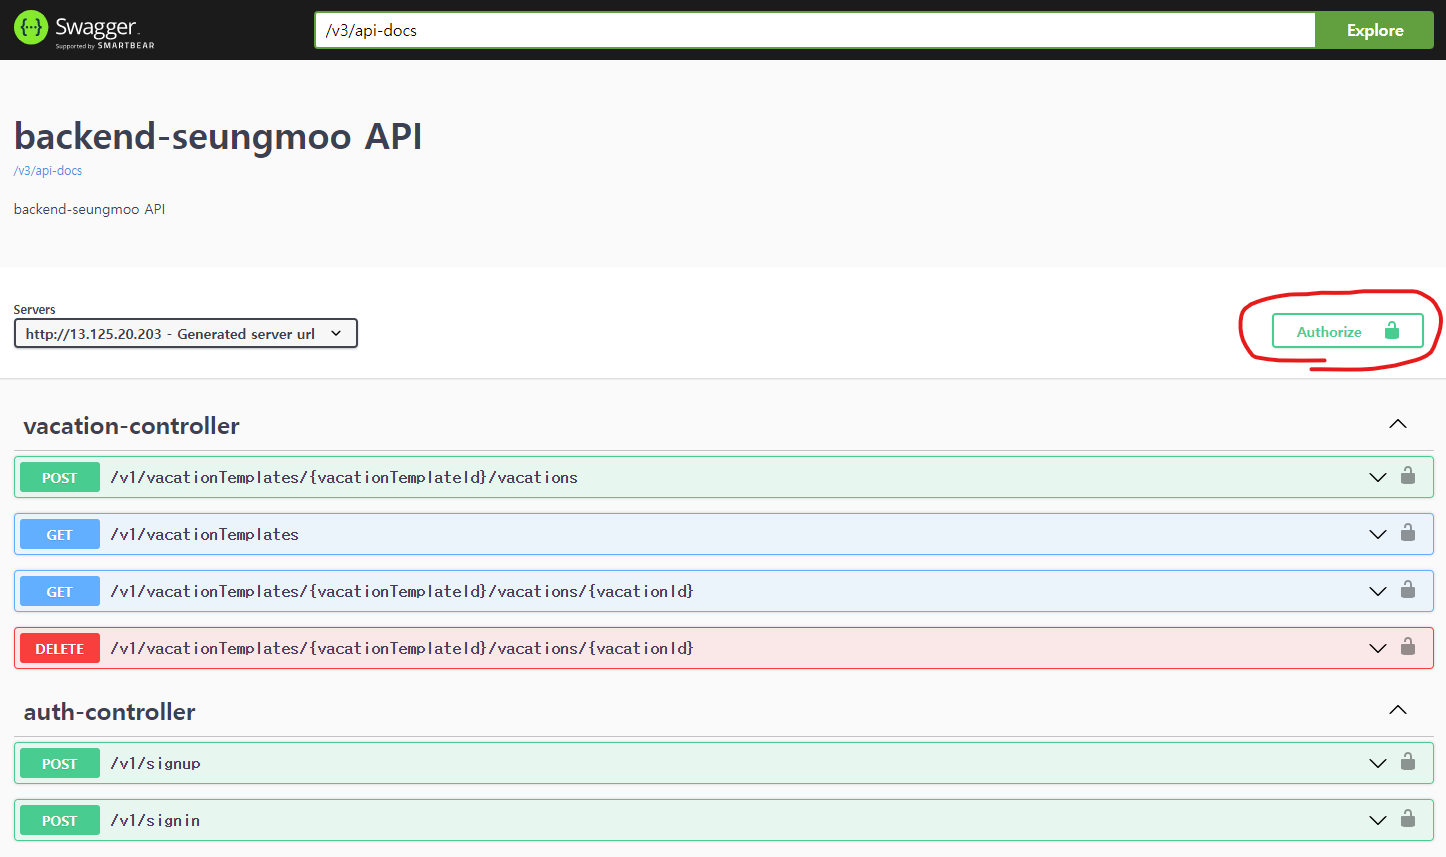 Swagger
Supported by SMARTBEAR
/v3/api-docs
Explore
backend-seungmoo API
/v3/api-docs
backend-seungmoo API
Servers
http://13.125.20.203 - Generated server url
Authorize
vacation-controller
POST /v1/vacationTemplates/{vacationTemplateId}/vacations
GET /v1/vacationTemplates
GET /v1/vacationTemplates/{vacationTemplateId}/vacations/{vacationId}
DELETE /v1/vacationTemplates/{vacationTemplateId}/vacations/{vacationId}
auth-controller
POST /v1/signup
POST /v1/signin